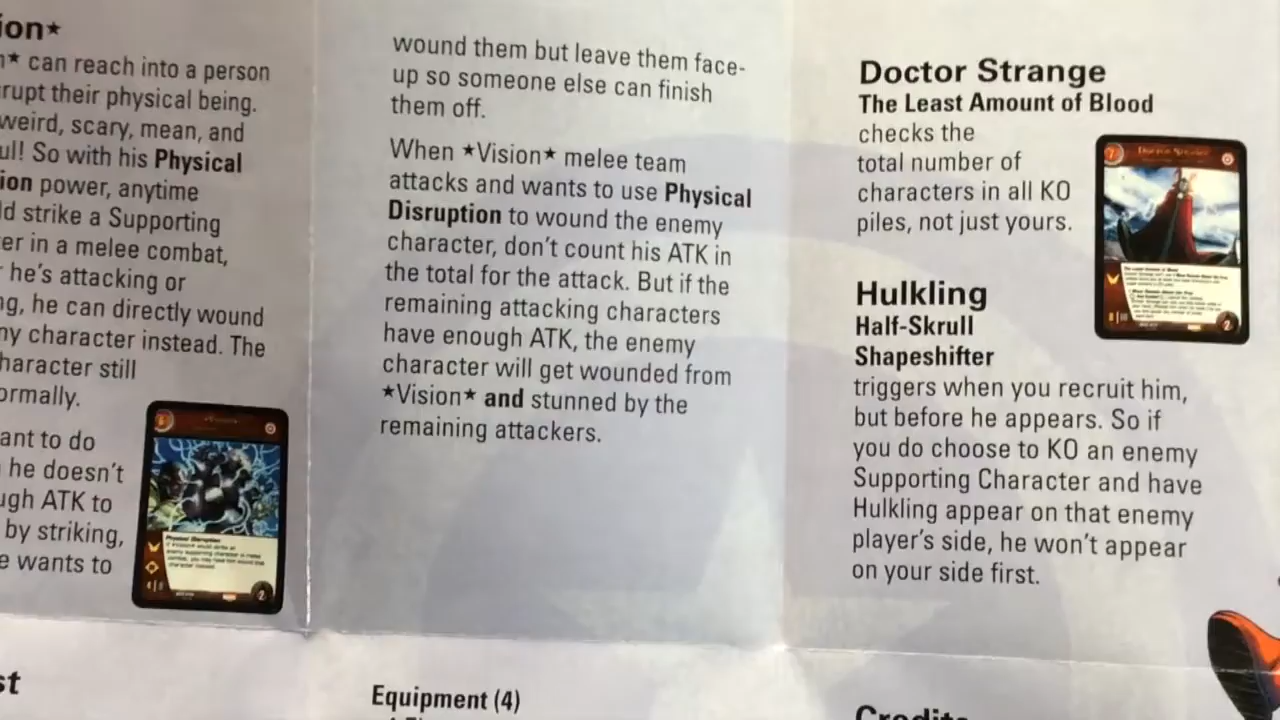 ion★
n★ can reach into a person
rupt their physical being.
weird, scary, mean, and
ul! So with his Physical
ion power, anytime
ld strike a Supporting
er in a melee combat,
r he's attacking or
ng, he can directly wound
my character instead. The
haracter still
ormally.
ant to do
he doesn't
ugh ATK to
by striking,
e wants to
Physical Disruption
st
wound them but leave them face-
up so someone else can finish
them off.
When ★Vision★ melee team
attacks and wants to use Physical
Disruption to wound the enemy
character, don't count his ATK in
the total for the attack. But if the
remaining attacking characters
have enough ATK, the enemy
character will get wounded from
★Vision★ and stunned by the
remaining attackers.
Equipment (4)
Doctor Strange
The Least Amount of Blood
checks the
total number of
characters in all KO
piles, not just yours.
Hulkling
Half-Skrull
Shapeshifter
triggers when you recruit him,
but before he appears. So if
you do choose to KO an enemy
Supporting Character and have
Hulkling appear on that enemy
player's side, he won't appear
on your side first.
Credits